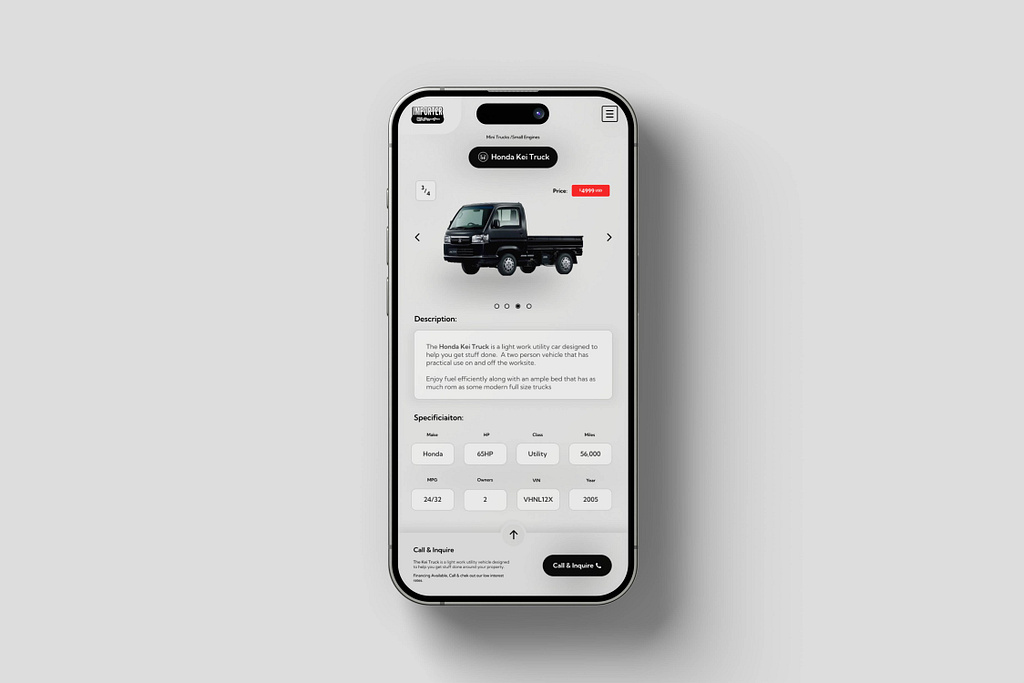 IMPORTER
Mini Trucks /Small Engines
Honda Kei Truck
3/4
Price:
$4999
Description:
The Honda Kei Truck is a light work utility car designed to
help you get stuff done. A two person vehicle that has
practical use on and off the worksite.
Enjoy fuel efficiently along with an ample bed that has as
much rom as some modern full size trucks
Specificiaiton:
Make HP Class Miles
Honda 65HP Utility 56,000
MPG Owners VIN Year
24/32 2 VHNL12X 2005
Call & Inquire
The Kei Truck is a light work utility vehicle designed
to help you get stuff done around your property.
Call & Inquire
Financing Available, Call & chek out our low interest
rates